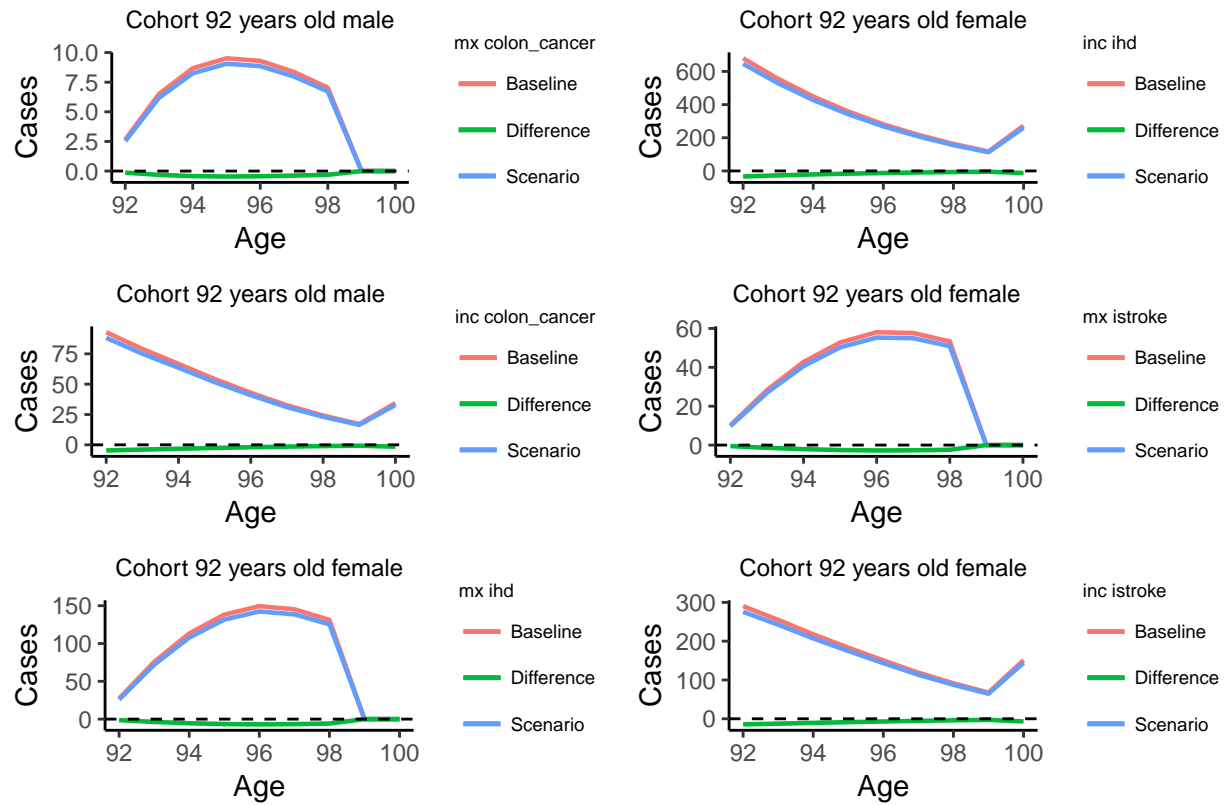 Cohort 92 years old male
mx colon_cancer
10.0
7.5
5.0
2.5
0.0
Cases
92 94 96 98 100
Age
Baseline
Difference
Scenario
Cohort 92 years old female
inc ihd
600
400
200
0
Cases
92 94 96 98 100
Age
Baseline
Difference
Scenario
Cohort 92 years old male
inc colon_cancer
75
50
25
0
Cases
92 94 96 98 100
Age
Baseline
Difference
Scenario
Cohort 92 years old female
mx istroke
60
40
20
0
Cases
92 94 96 98 100
Age
Baseline
Difference
Scenario
Cohort 92 years old female
mx ihd
150
100
50
0
Cases
92 94 96 98 100
Age
Baseline
Difference
Scenario
Cohort 92 years old female
inc istroke
300
200
100
0
Cases
92 94 96 98 100
Age
Baseline
Difference
Scenario